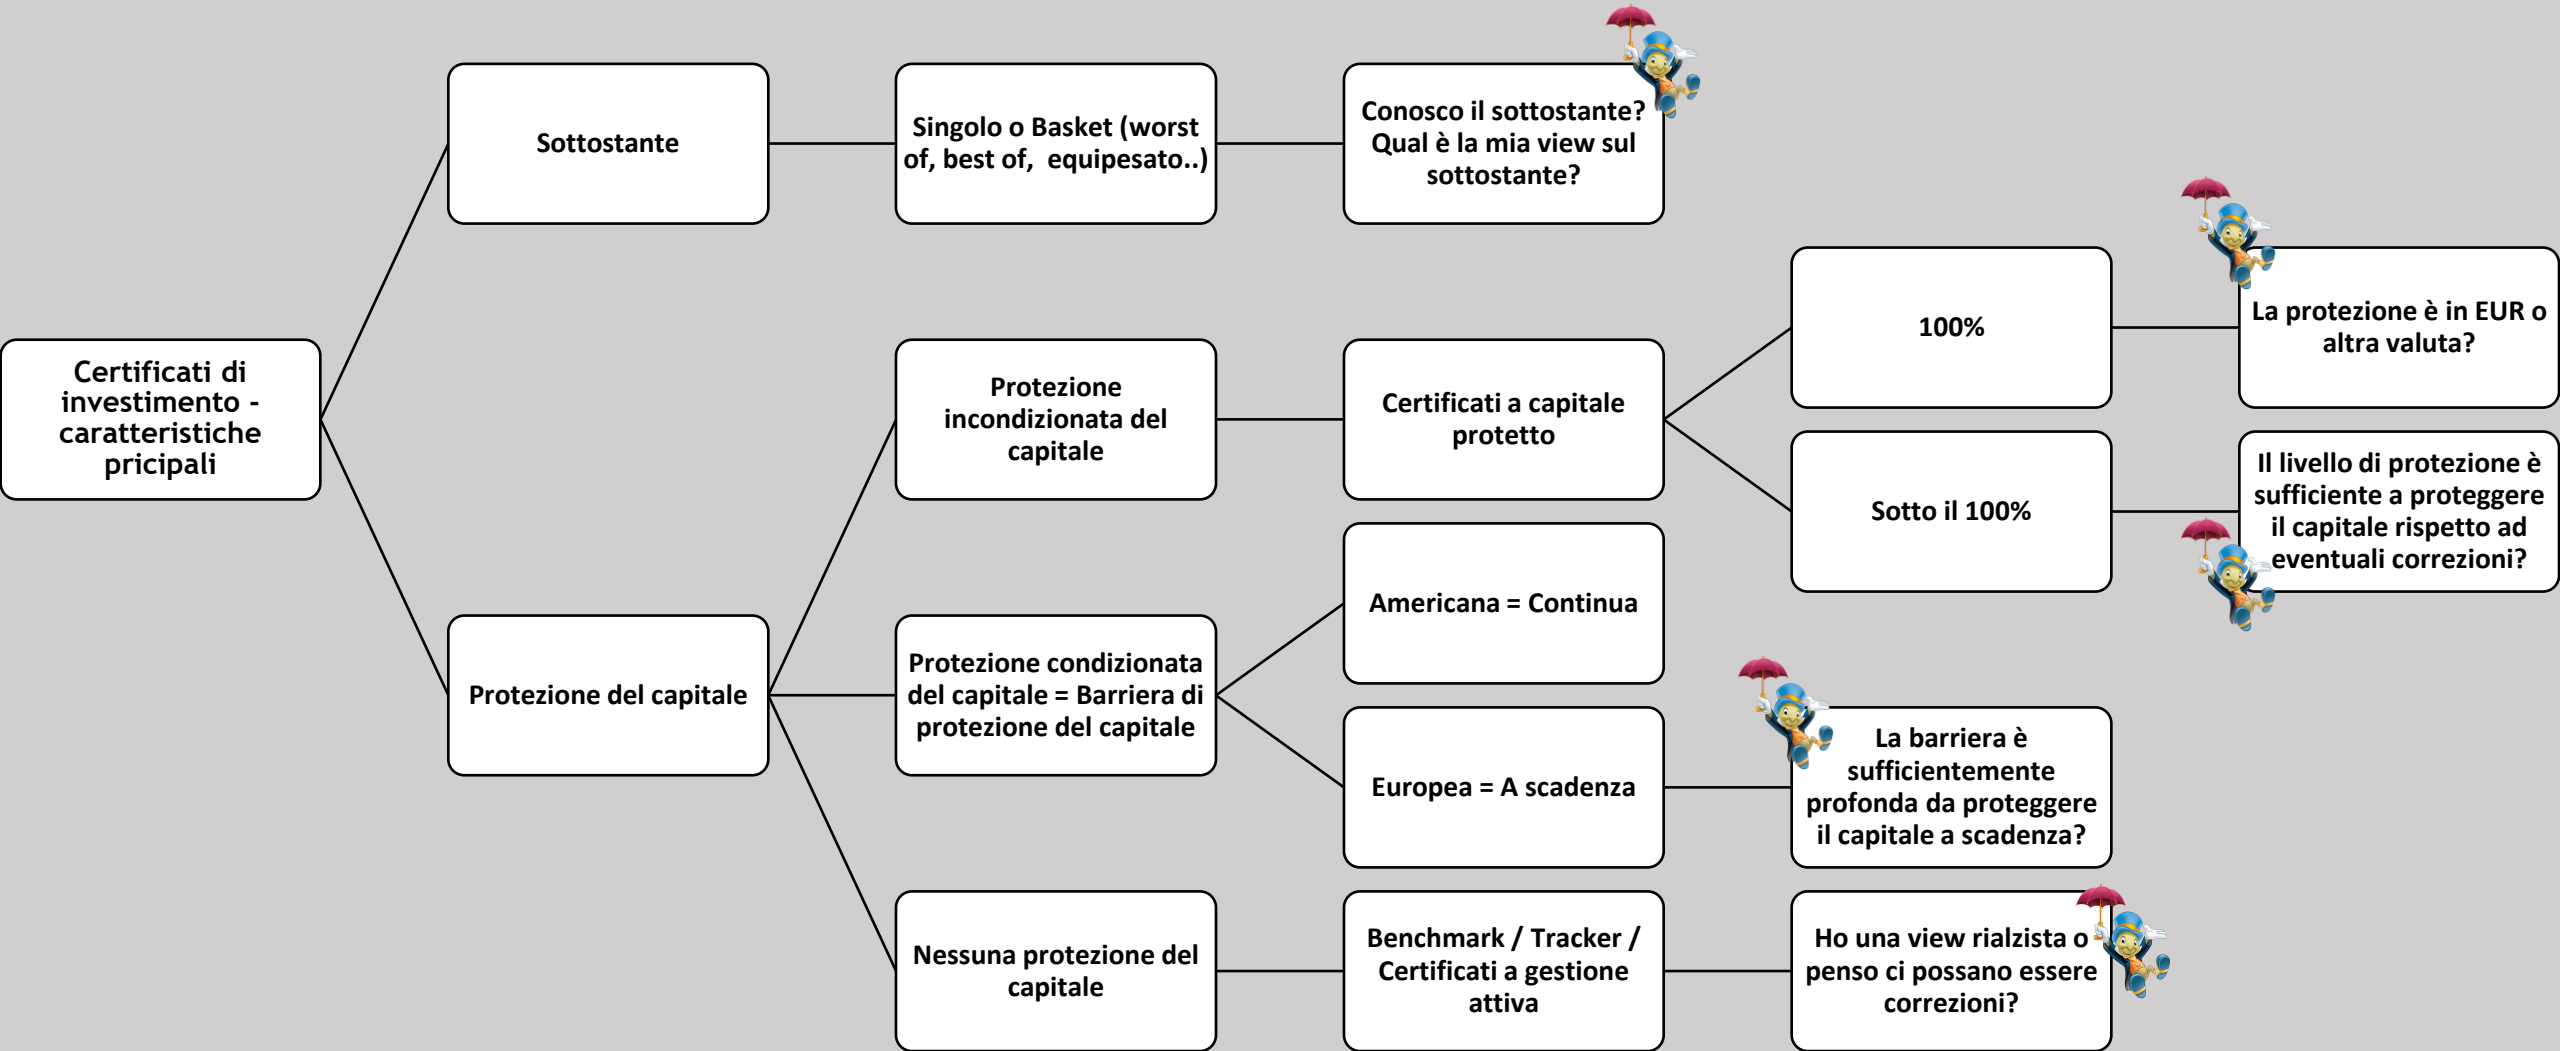 Certificati di
investimento -
caratteristiche
pricipali
Sottostante
Singolo o Basket (worst
of, best of, equipesato..)
Conosco il sottostante?
Qual è la mia view sul
sottostante?
Protezione del capitale
Protezione
incondizionata del
capitale
Certificati a capitale
protetto
100%
La protezione è in EUR o
altra valuta?
Sotto il 100%
Il livello di protezione è
sufficiente a proteggere
il capitale rispetto ad
eventuali correzioni?
Protezione condizionata
del capitale = Barriera di
protezione del capitale
Americana = Continua
Europea = A scadenza
La barriera è
sufficientemente
profonda da proteggere
il capitale a scadenza?
Nessuna protezione del
capitale
Benchmark / Tracker /
Certificati a gestione
attiva
Ho una view rialzista o
penso ci possano essere
correzioni?